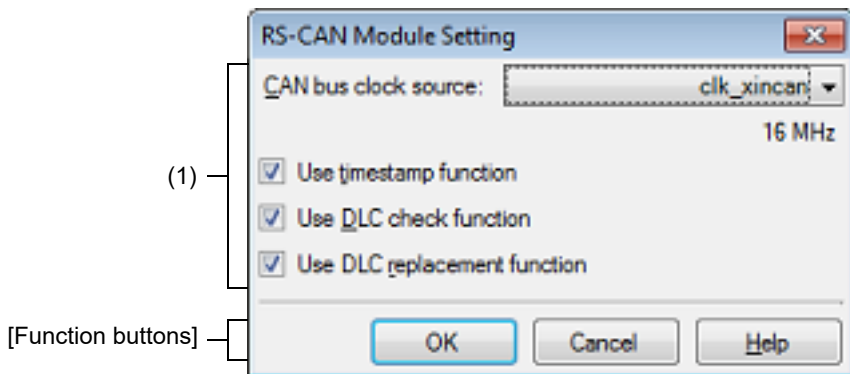 RS-CAN Module Setting
CAN bus clock source: clk_xincan
16 MHz
(1)
Use timestamp function
Use DLC check function
Use DLC replacement function
[Function buttons]
OK Cancel Help